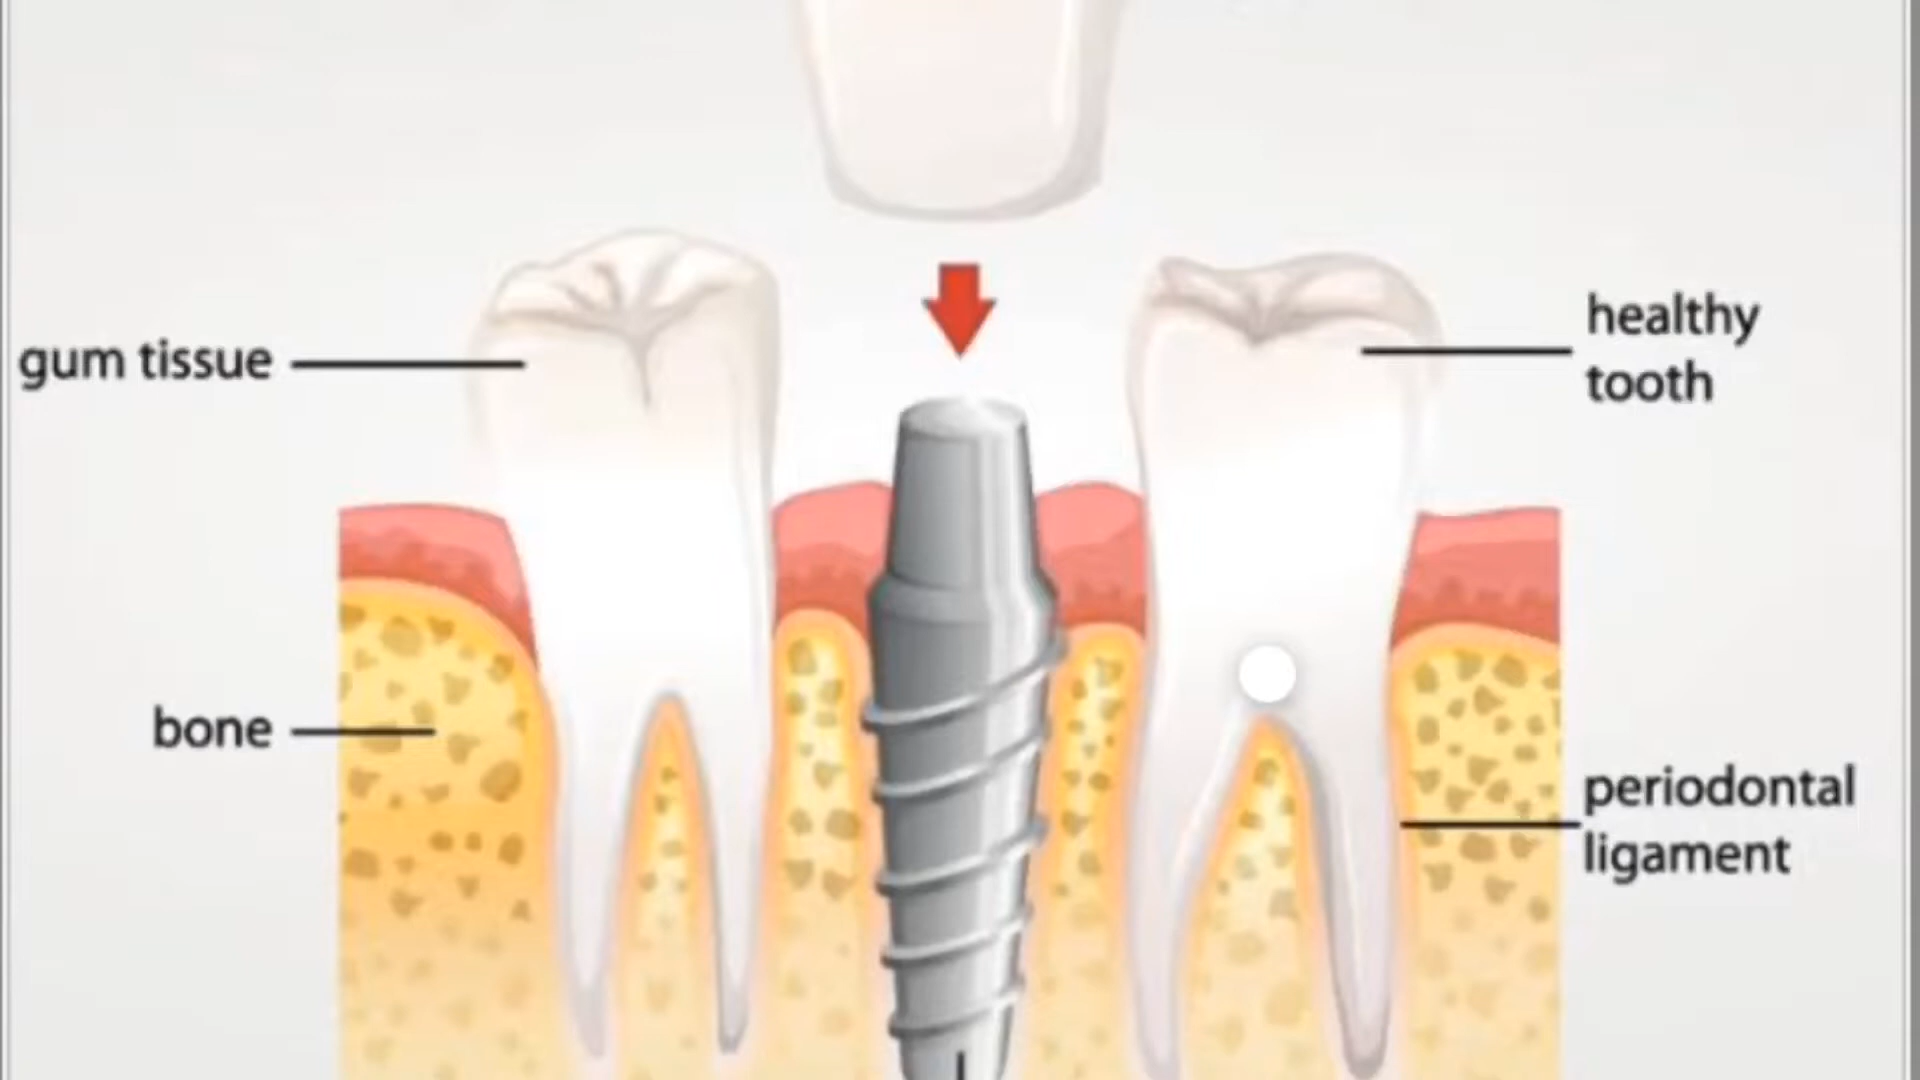 gum tissue
healthy
tooth
bone
periodontal
ligament